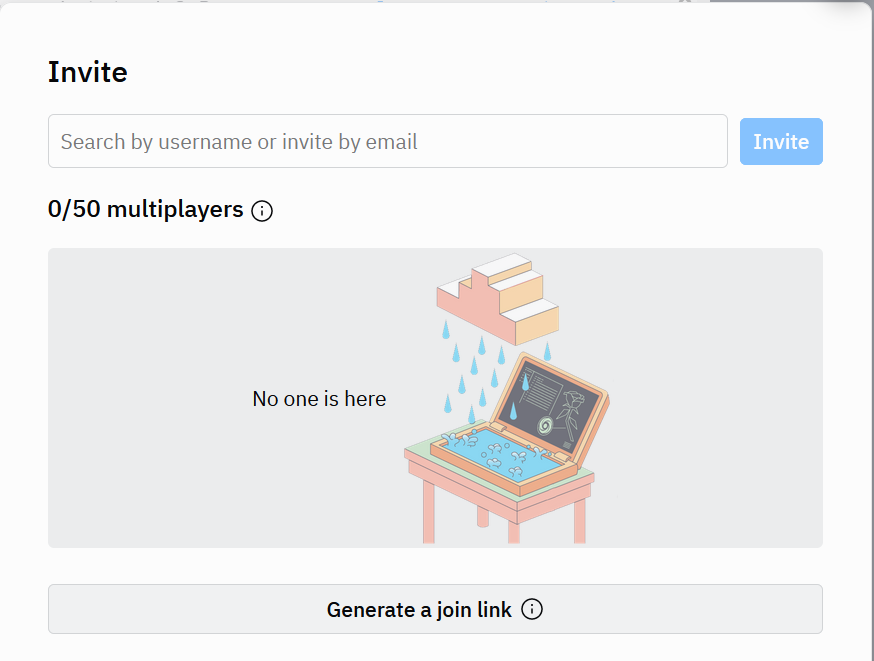 Invite
Search by username or invite by email
Invite
0/50 multiplayers
No one is here
Generate a join link